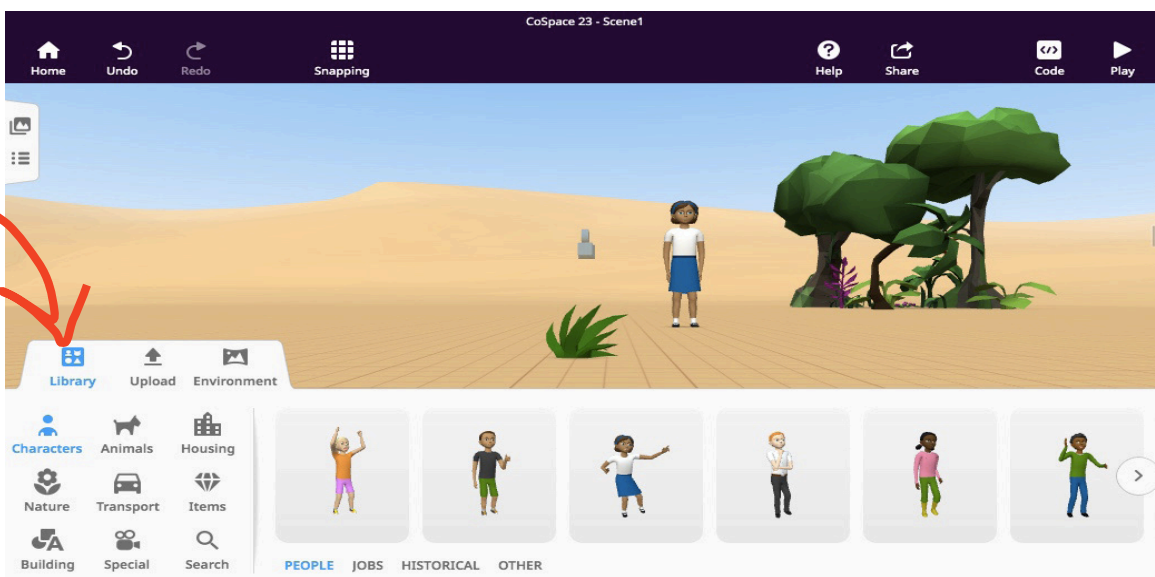 CoSpace 23 - Scene1
Home Undo Redo Snapping Help Share Code Play
Library Upload Environment
Characters Animals Housing
Nature Transport Items
Building Special Search
PEOPLE JOBS HISTORICAL OTHER